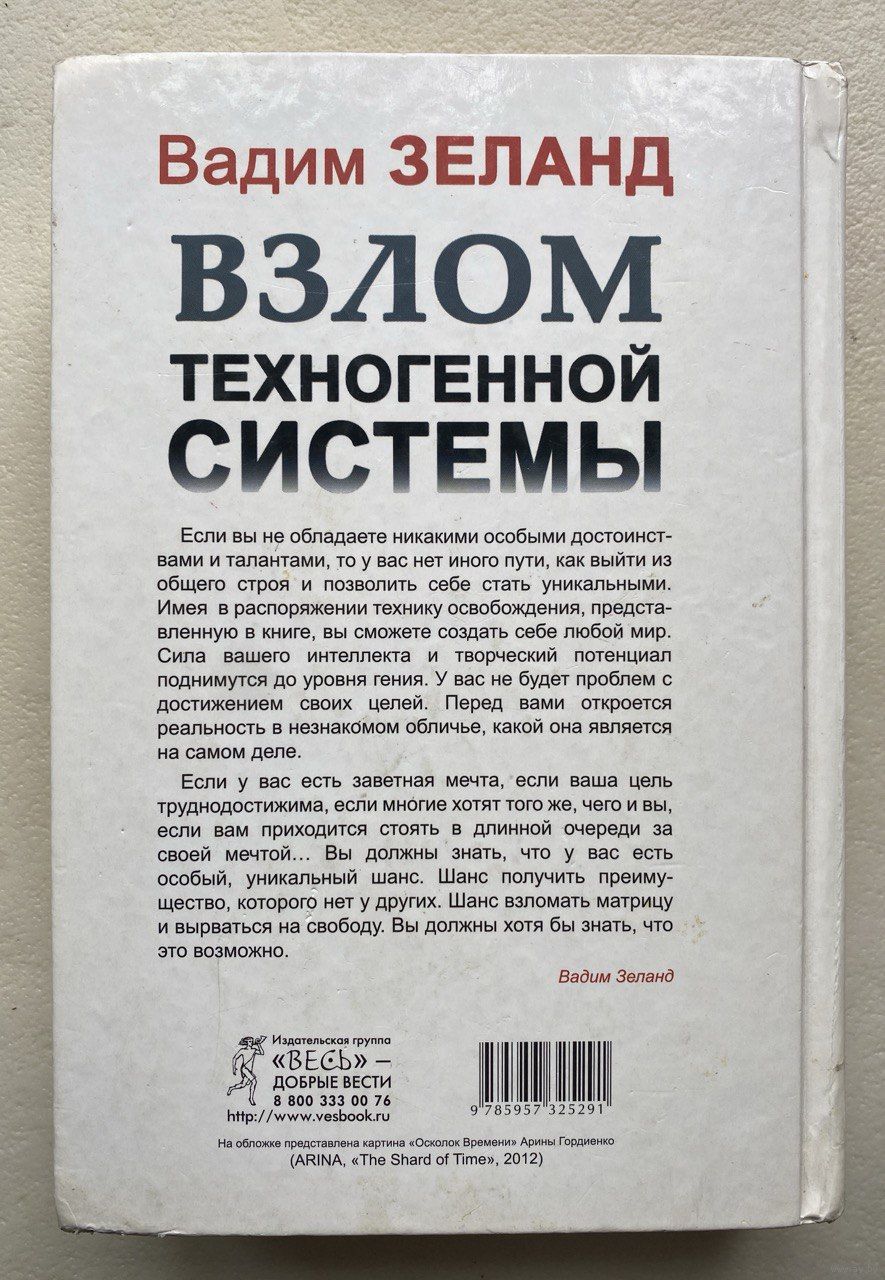 Вадим ЗЕЛАНД
ВЗЛОМ
ТЕХНОГЕННОЙ
СИСТЕМЫ
Если вы не обладаете никакими особыми достоинст-
вами и талантами, то у вас нет иного пути, как выйти из
общего строя и позволить себе стать уникальными.
Имея в распоряжении технику освобождения, предста-
вленную в книге, вы сможете создать себе любой мир.
Сила вашего интеллекта и творческий потенциал
поднимутся до уровня гения. У вас не будет проблем с
достижением своих целей. Перед вами откроется
реальность в незнакомом обличье, какой она является
на самом деле.
Если у вас есть заветная мечта, если ваша цель
труднодостижима, если многие хотят того же, чего и вы,
если вам приходится стоять в длинной очереди за
своей мечтой... Вы должны знать, что у вас есть
особый, уникальный шанс. Шанс получить преиму-
щество, которого нет у других. Шанс взломать матрицу
и вырваться на свободу. Вы должны хотя бы знать, что
это возможно.
Вадим Зеланд
Издательская группа
«ВЕСЬ» –
ДОБРЫЕ ВЕСТИ
8 800 333 00 76
http://www.vesbook.ru
9 785957 325291
На обложке представлена картина «Осколок Времени» Арины Гордиенко
(ARINA, «The Shard of Time», 2012)